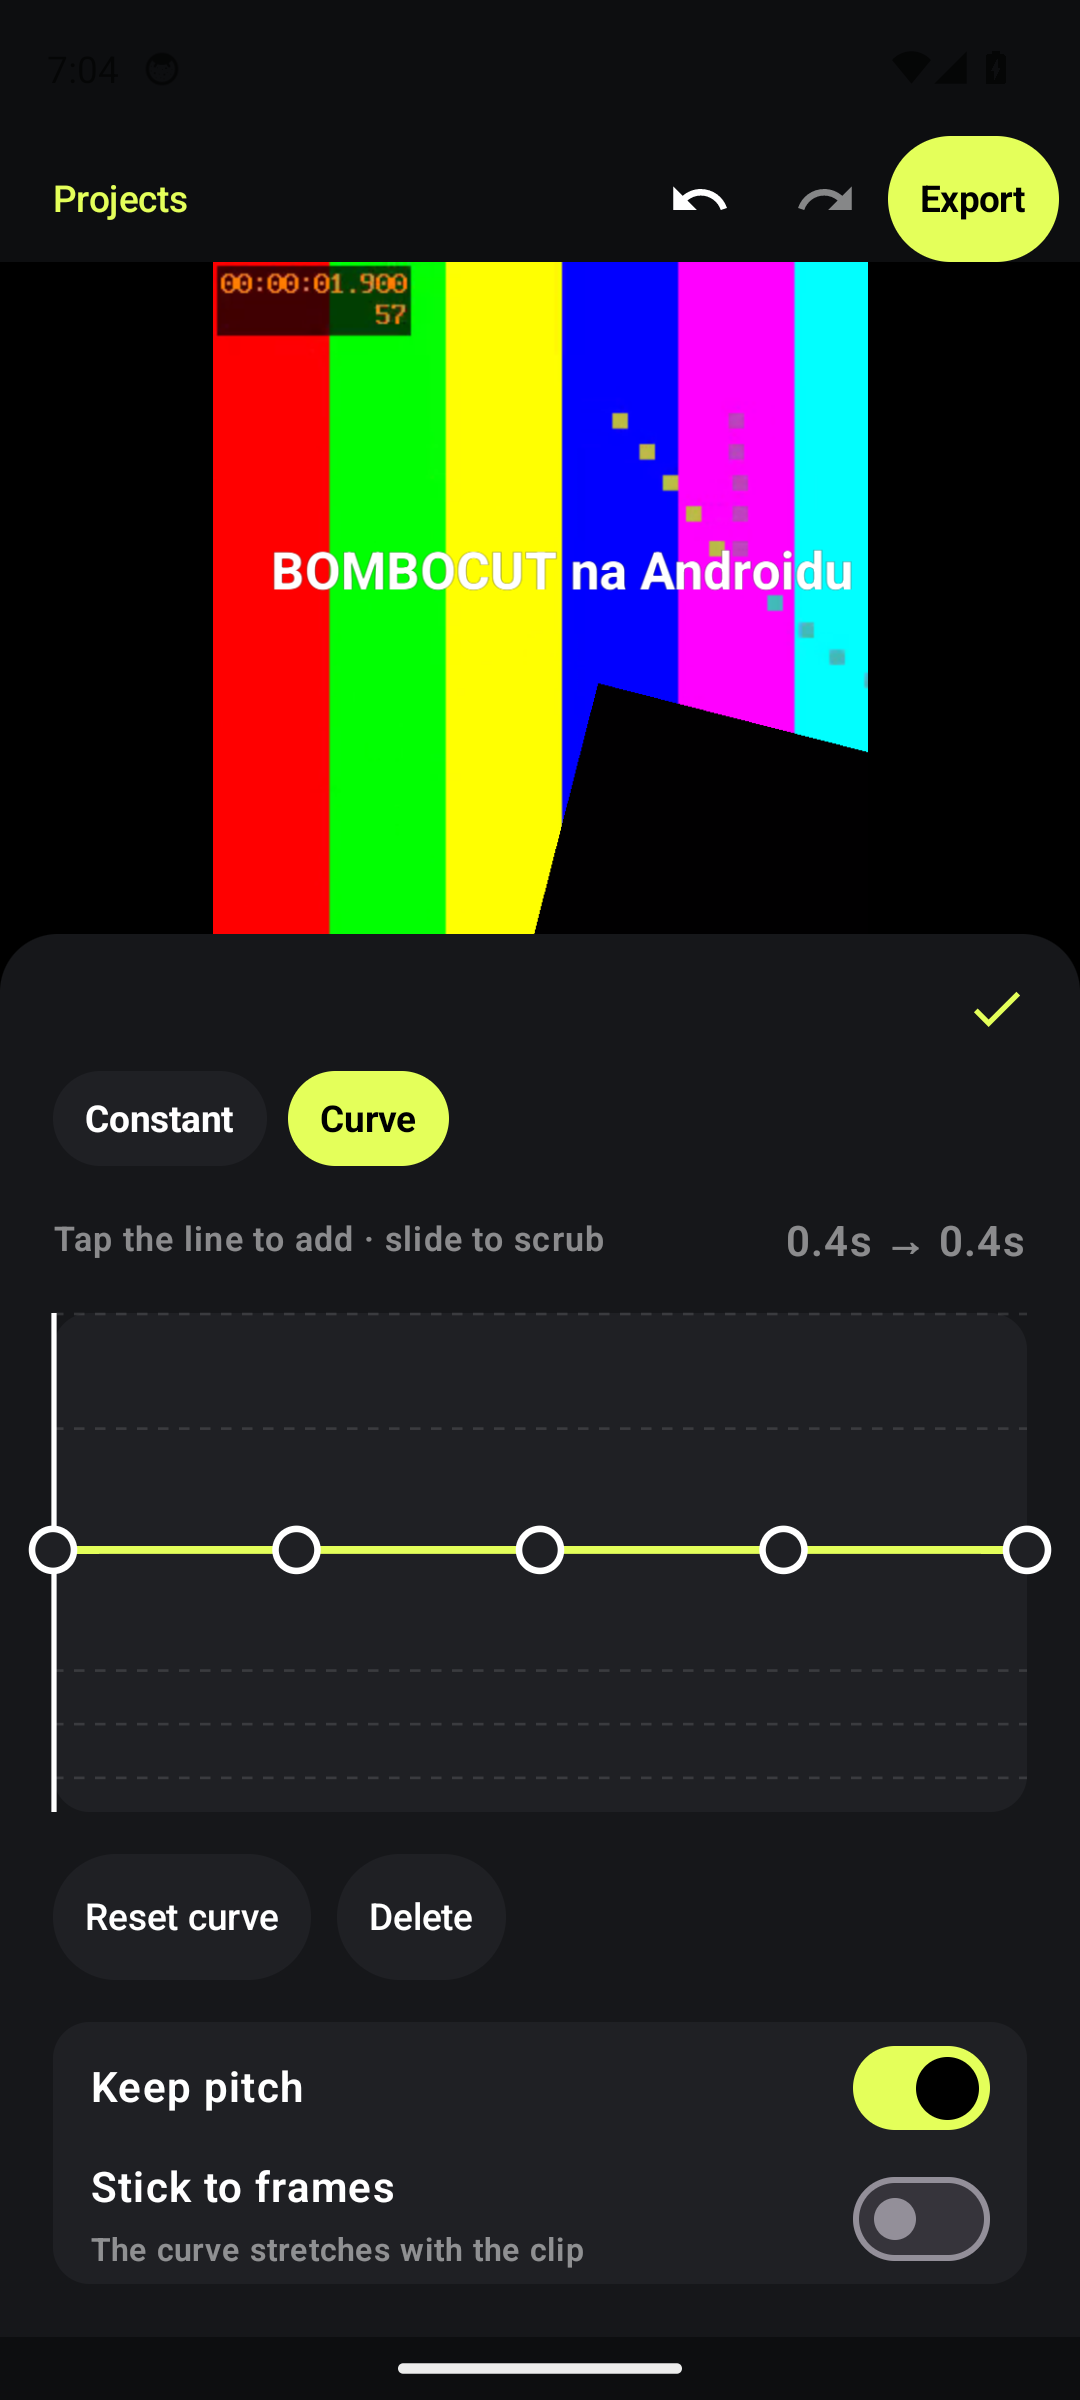 7:04
Projects
Export
00:00:01.900
57
BOMBOCUT na Androidu
Constant
Curve
Tap the line to add · slide to scrub
0.4s → 0.4s
Reset curve
Delete
Keep pitch
Stick to frames
The curve stretches with the clip